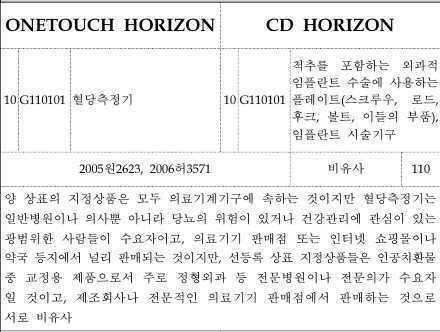 ONETOUCH HORIZON CD HORIZON
척추를 포함하는 외과적
임플란트 수술에 사용하는
10 G110101 혈당측정기 10 G110101 플레이트(스크루우, 로드,
후크, 볼트, 이들의 부품),
임플란트 시술기구
2005원2623, 2006허3571 비유사 110
양 상표의 지정상품은 모두 의료기계기구에 속하는 것이지만 혈당측정기는
일반병원이나 의사뿐 아니라 당뇨의 위험이 있거나 건강관리에 관심이 있는
광범위한 사람들이 수요자이고, 의료기기 판매점 또는 인터넷 쇼핑몰이나
약국 등지에서 널리 판매되는 것이지만, 선등록 상표 지정상품들은 인공치환물
중 교정용 제품으로서 주로 정형외과 등 전문병원이나 전문의가 수요자
일 것이고, 제조회사나 전문적인 의료기기 판매점에서 판매하는 것으로
서로 비유사